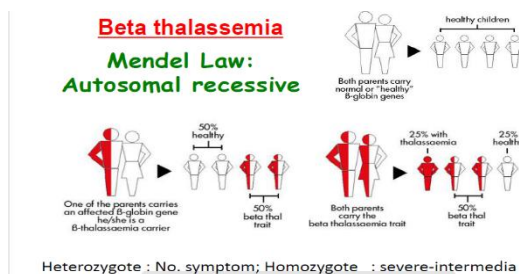 Beta thalassemia
Mendel Law:
Autosomal recessive
healthy children
Both parents carry
normal or "healthy"
β-globin genes
50%
healthy
One of the parents carries
an affected β-globin gene
he/she is a
β-thalassaemia carrier
50%
beta thal
trait
Both parents
carry the
beta thalassaemia trait
25% with
thalassaemia
25%
health
50%
beta thal
trait
Heterozygote : No. symptom; Homozygote : severe-intermedia